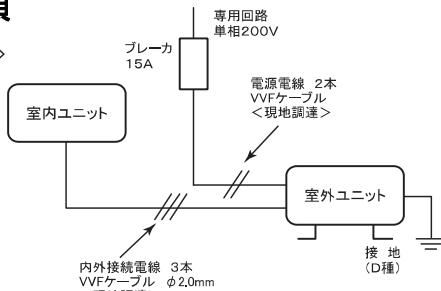 専用回路
単相200V
ブレーカ
15A
電源電線 2本
VVFケーブル
＜現地調達＞
室内ユニット
室外ユニット
接 地
（D種）
内外接続電線 3本
VVFケーブル φ2.0mm